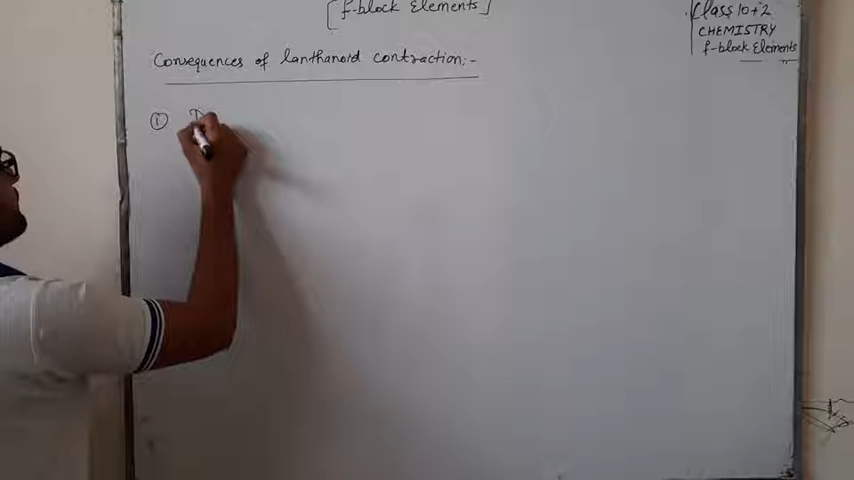 [f-block Elements]
Class 10+2
CHEMISTRY
f-block Elements
Consequences of lanthanoid contraction:-
①